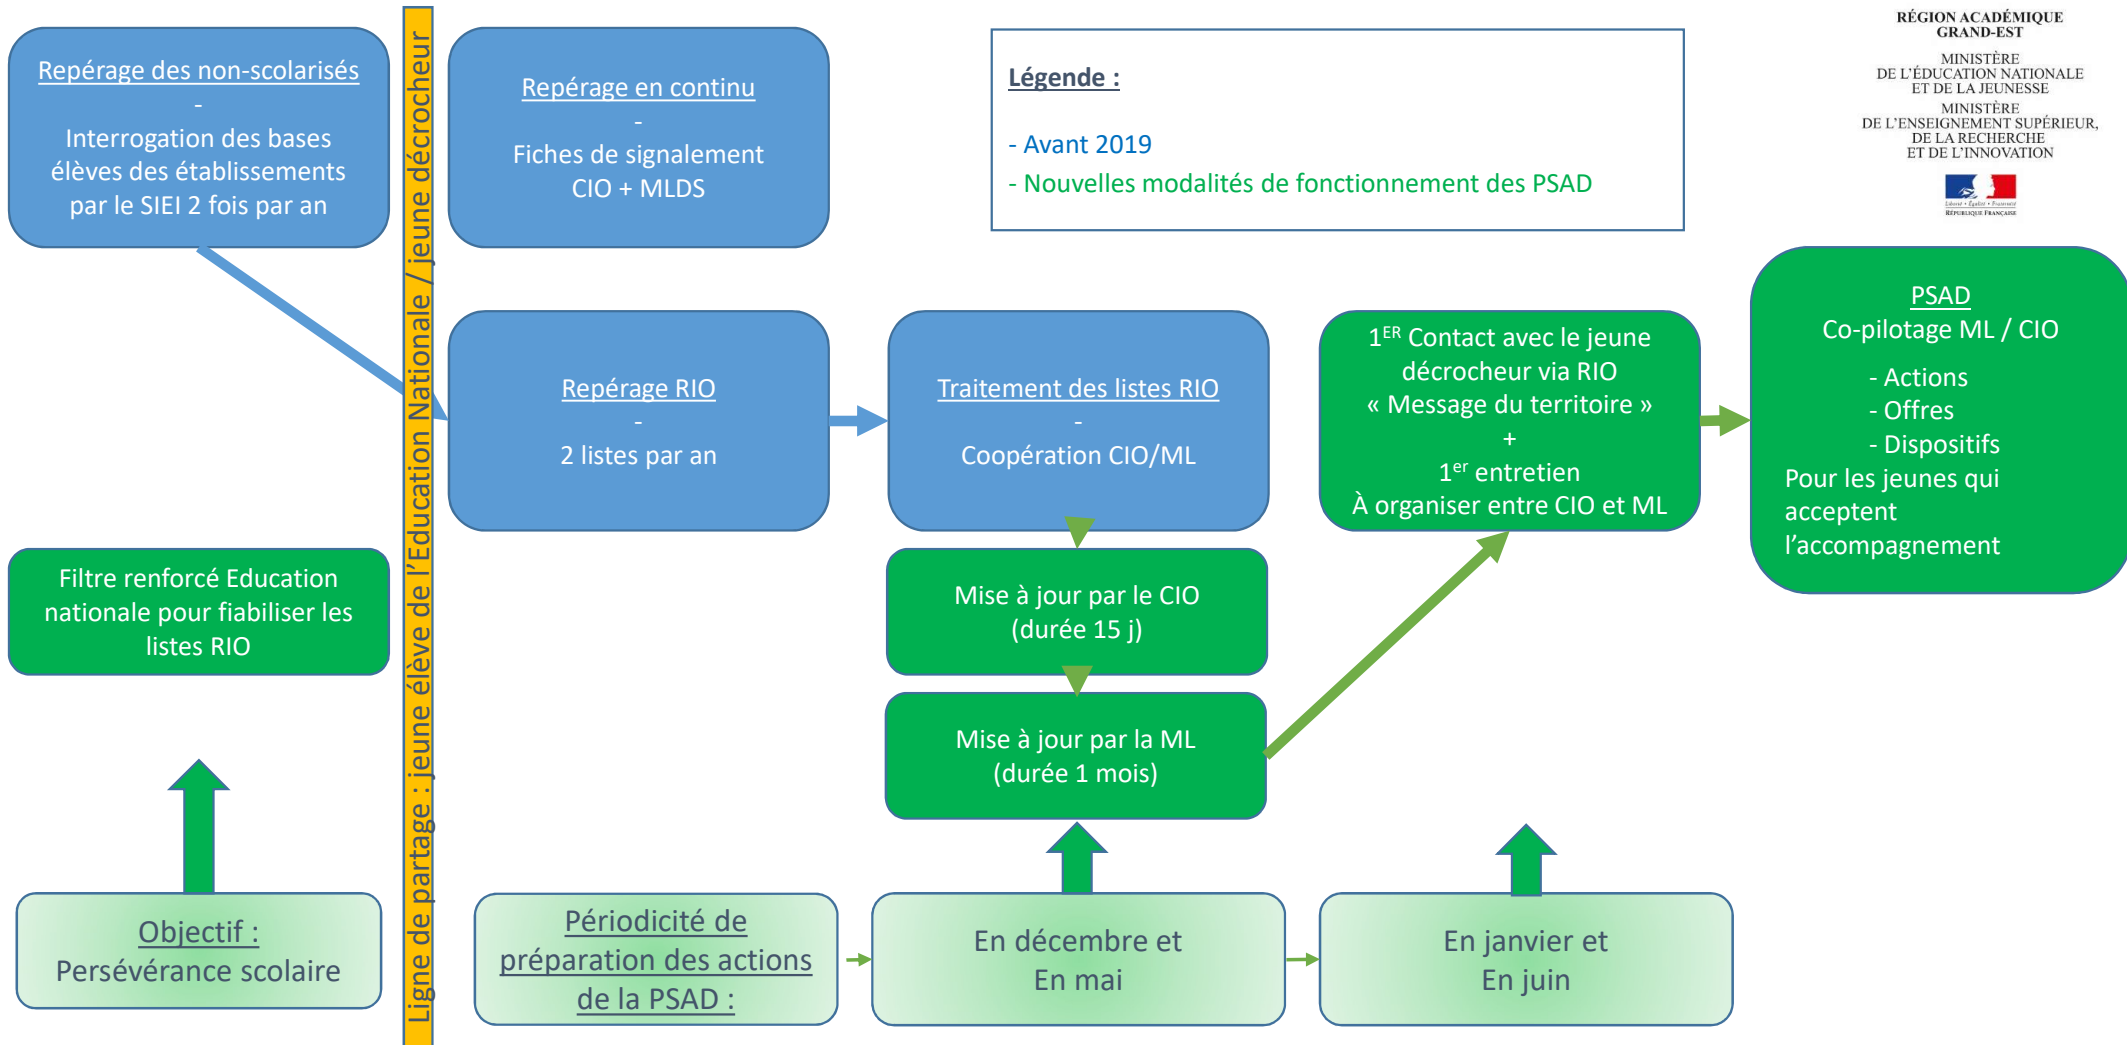 Repérage des non-scolarisés
-
Interrogation des bases
élèves des établissements
par le SIEI 2 fois par an
Filtre renforcé Education
nationale pour fiabiliser les
listes RIO
Objectif :
Persévérance scolaire
Ligne de partage : jeune élève de l'Education Nationale / jeune décrocheur
Repérage en continu
-
Fiches de signalement
CIO + MLDS
Légende :
- Avant 2019
- Nouvelles modalités de fonctionnement des PSAD
RÉGION ACADÉMIQUE
GRAND-EST
MINISTÈRE
DE L'ÉDUCATION NATIONALE
ET DE LA JEUNESSE
MINISTÈRE
DE L'ENSEIGNEMENT SUPÉRIEUR,
DE LA RECHERCHE
ET DE L'INNOVATION
Liberté • Égalité • Fraternité
RÉPUBLIQUE FRANÇAISE
Repérage RIO
-
2 listes par an
Traitement des listes RIO
-
Coopération CIO/ML
Mise à jour par le CIO
(durée 15 j)
Mise à jour par la ML
(durée 1 mois)
1ER Contact avec le jeune
décrocheur via RIO
« Message du territoire »
+
1er entretien
À organiser entre CIO et ML
PSAD
Co-pilotage ML / CIO
- Actions
- Offres
- Dispositifs
Pour les jeunes qui
acceptent
l'accompagnement
Périodicité de
préparation des actions
de la PSAD :
En décembre et
En mai
En janvier et
En juin